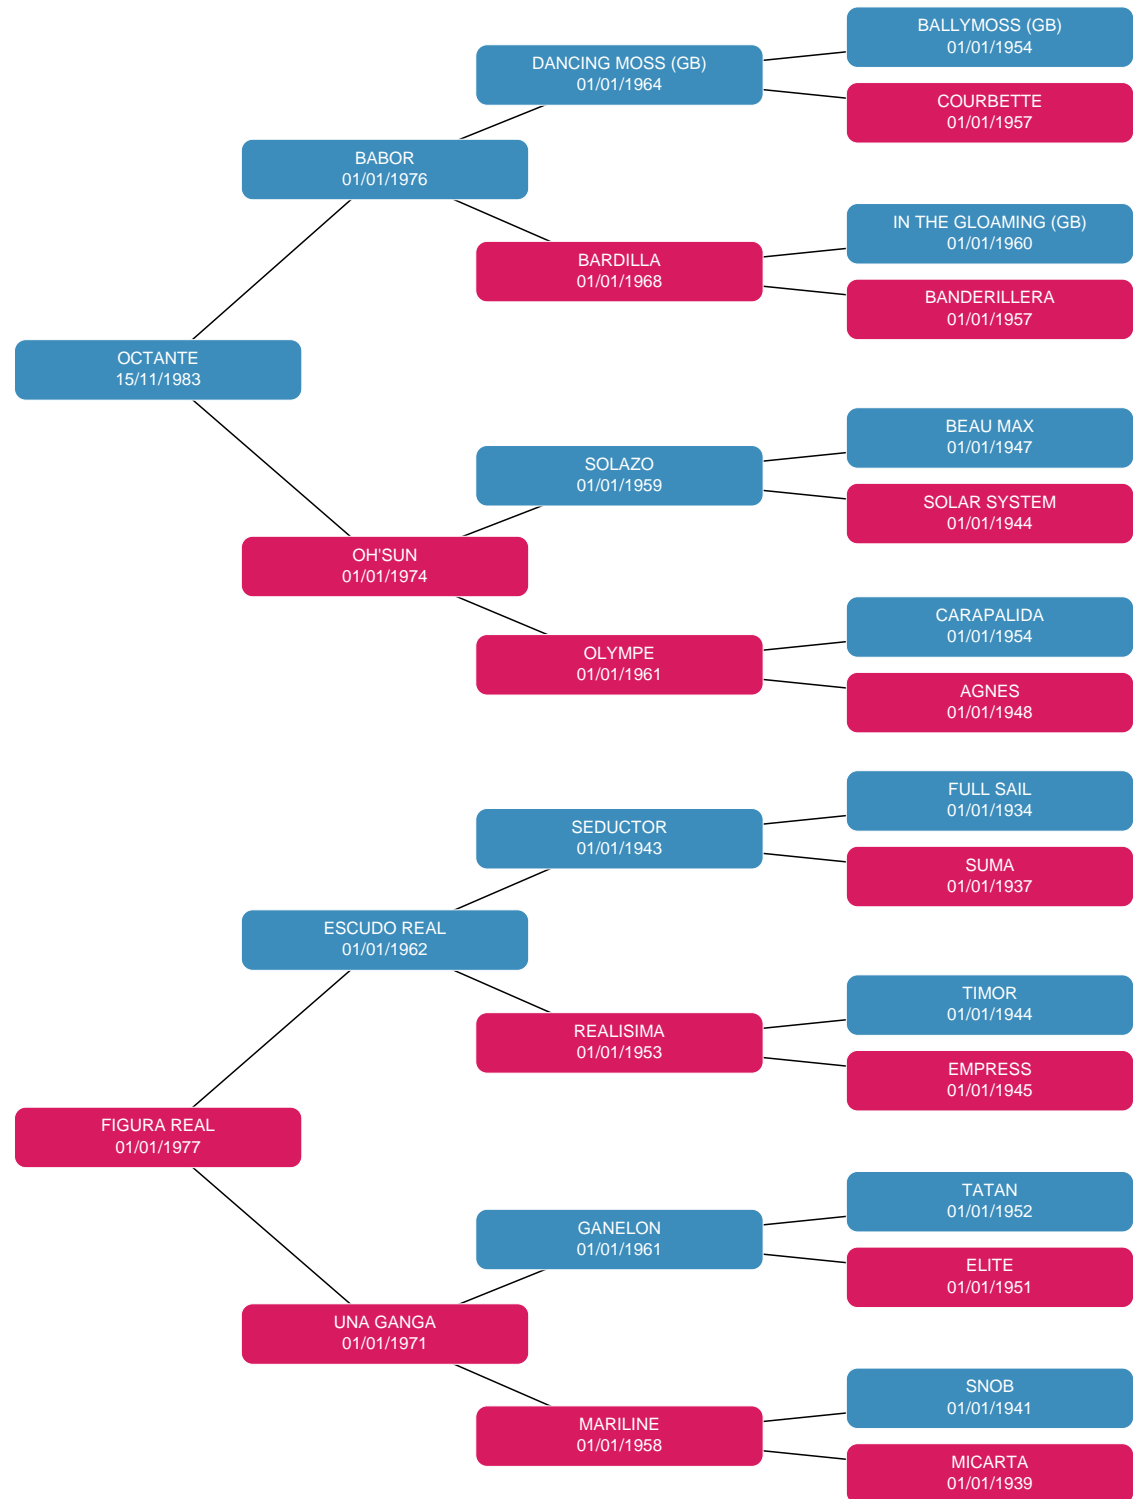 BALLYMOSS (GB)
01/01/1954
DANCING MOSS (GB)
01/01/1964
COURBETTE
01/01/1957
BABOR
01/01/1976
IN THE GLOAMING (GB)
01/01/1960
BARDILLA
01/01/1968
BANDERILLERA
01/01/1957
OCTANTE
15/11/1983
BEAU MAX
01/01/1947
SOLAZO
01/01/1959
SOLAR SYSTEM
01/01/1944
OH'SUN
01/01/1974
CARAPALIDA
01/01/1954
OLYMPE
01/01/1961
AGNES
01/01/1948
FULL SAIL
01/01/1934
SEDUCTOR
01/01/1943
SUMA
01/01/1937
ESCUDO REAL
01/01/1962
TIMOR
01/01/1944
REALISIMA
01/01/1953
EMPRESS
01/01/1945
FIGURA REAL
01/01/1977
TATAN
01/01/1952
GANELON
01/01/1961
ELITE
01/01/1951
UNA GANGA
01/01/1971
SNOB
01/01/1941
MARILINE
01/01/1958
MICARTA
01/01/1939